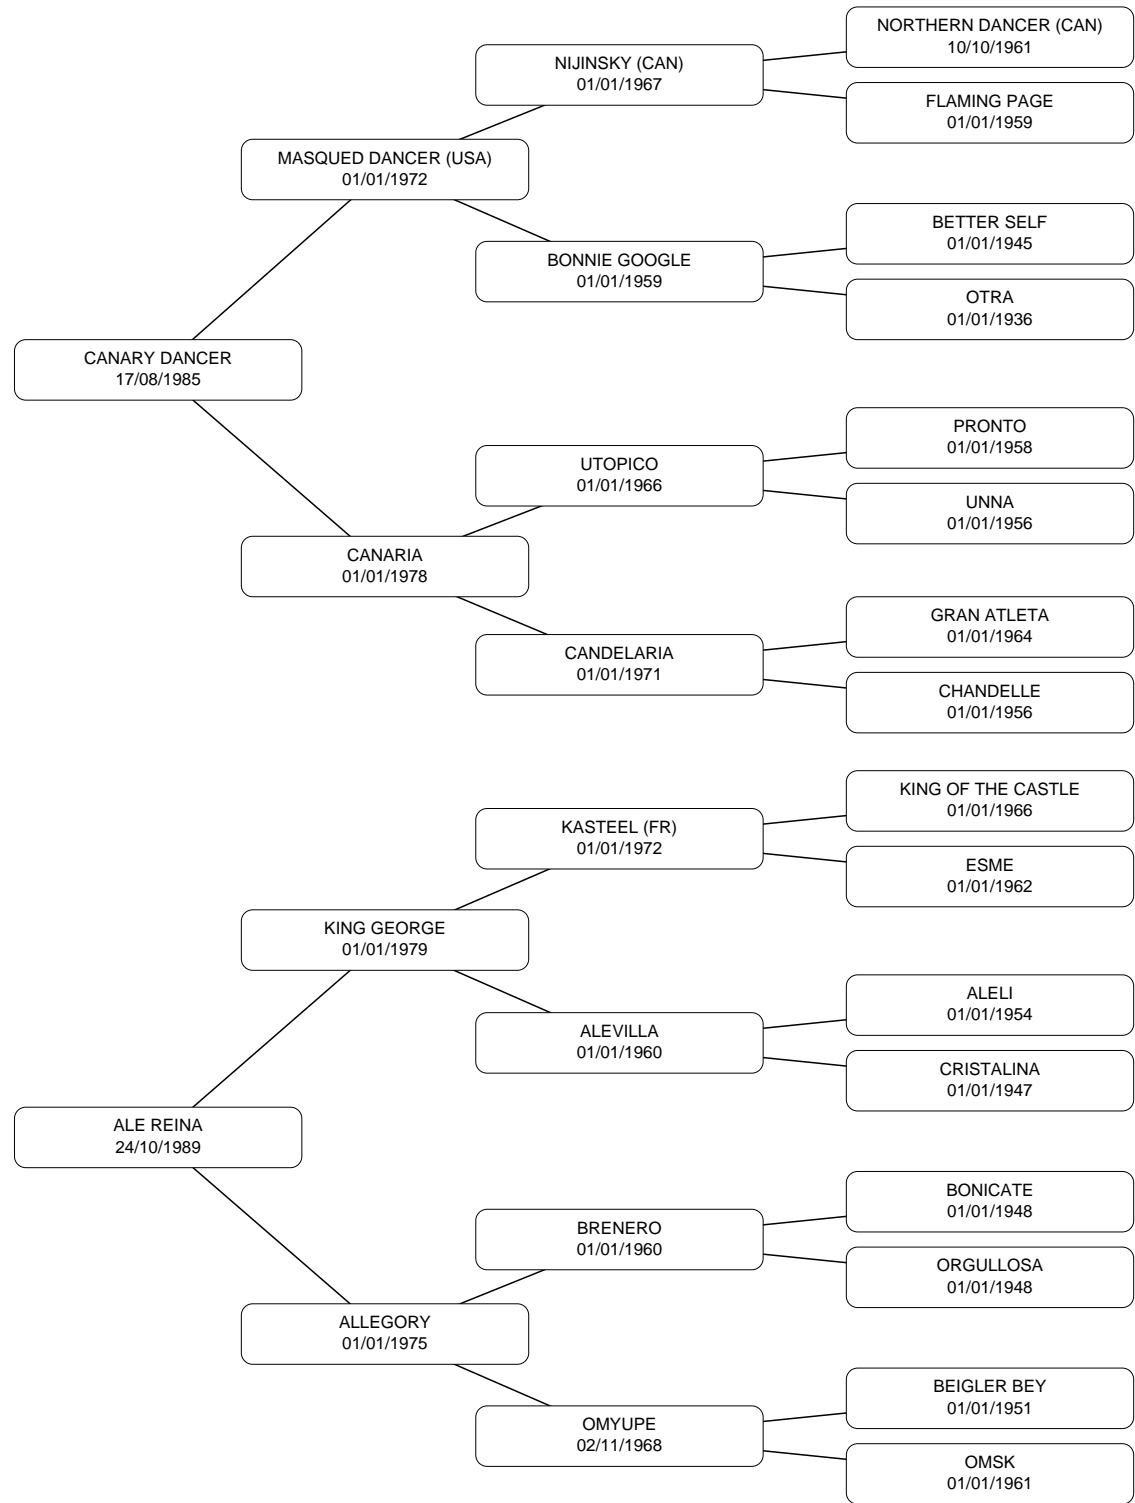 NORTHERN DANCER (CAN)
10/10/1961
NIJINSKY (CAN)
01/01/1967
FLAMING PAGE
01/01/1959
MASQUED DANCER (USA)
01/01/1972
BETTER SELF
01/01/1945
BONNIE GOOGLE
01/01/1959
OTRA
01/01/1936
CANARY DANCER
17/08/1985
PRONTO
01/01/1958
UTOPICO
01/01/1966
UNNA
01/01/1956
CANARIA
01/01/1978
GRAN ATLETA
01/01/1964
CANDELARIA
01/01/1971
CHANDELLE
01/01/1956
KING OF THE CASTLE
01/01/1966
KASTEEL (FR)
01/01/1972
ESME
01/01/1962
KING GEORGE
01/01/1979
ALELI
01/01/1954
ALEVILLA
01/01/1960
CRISTALINA
01/01/1947
ALE REINA
24/10/1989
BONICATE
01/01/1948
BRENERO
01/01/1960
ORGULLOSA
01/01/1948
ALLEGORY
01/01/1975
BEIGLER BEY
01/01/1951
OMYUPE
02/11/1968
OMSK
01/01/1961